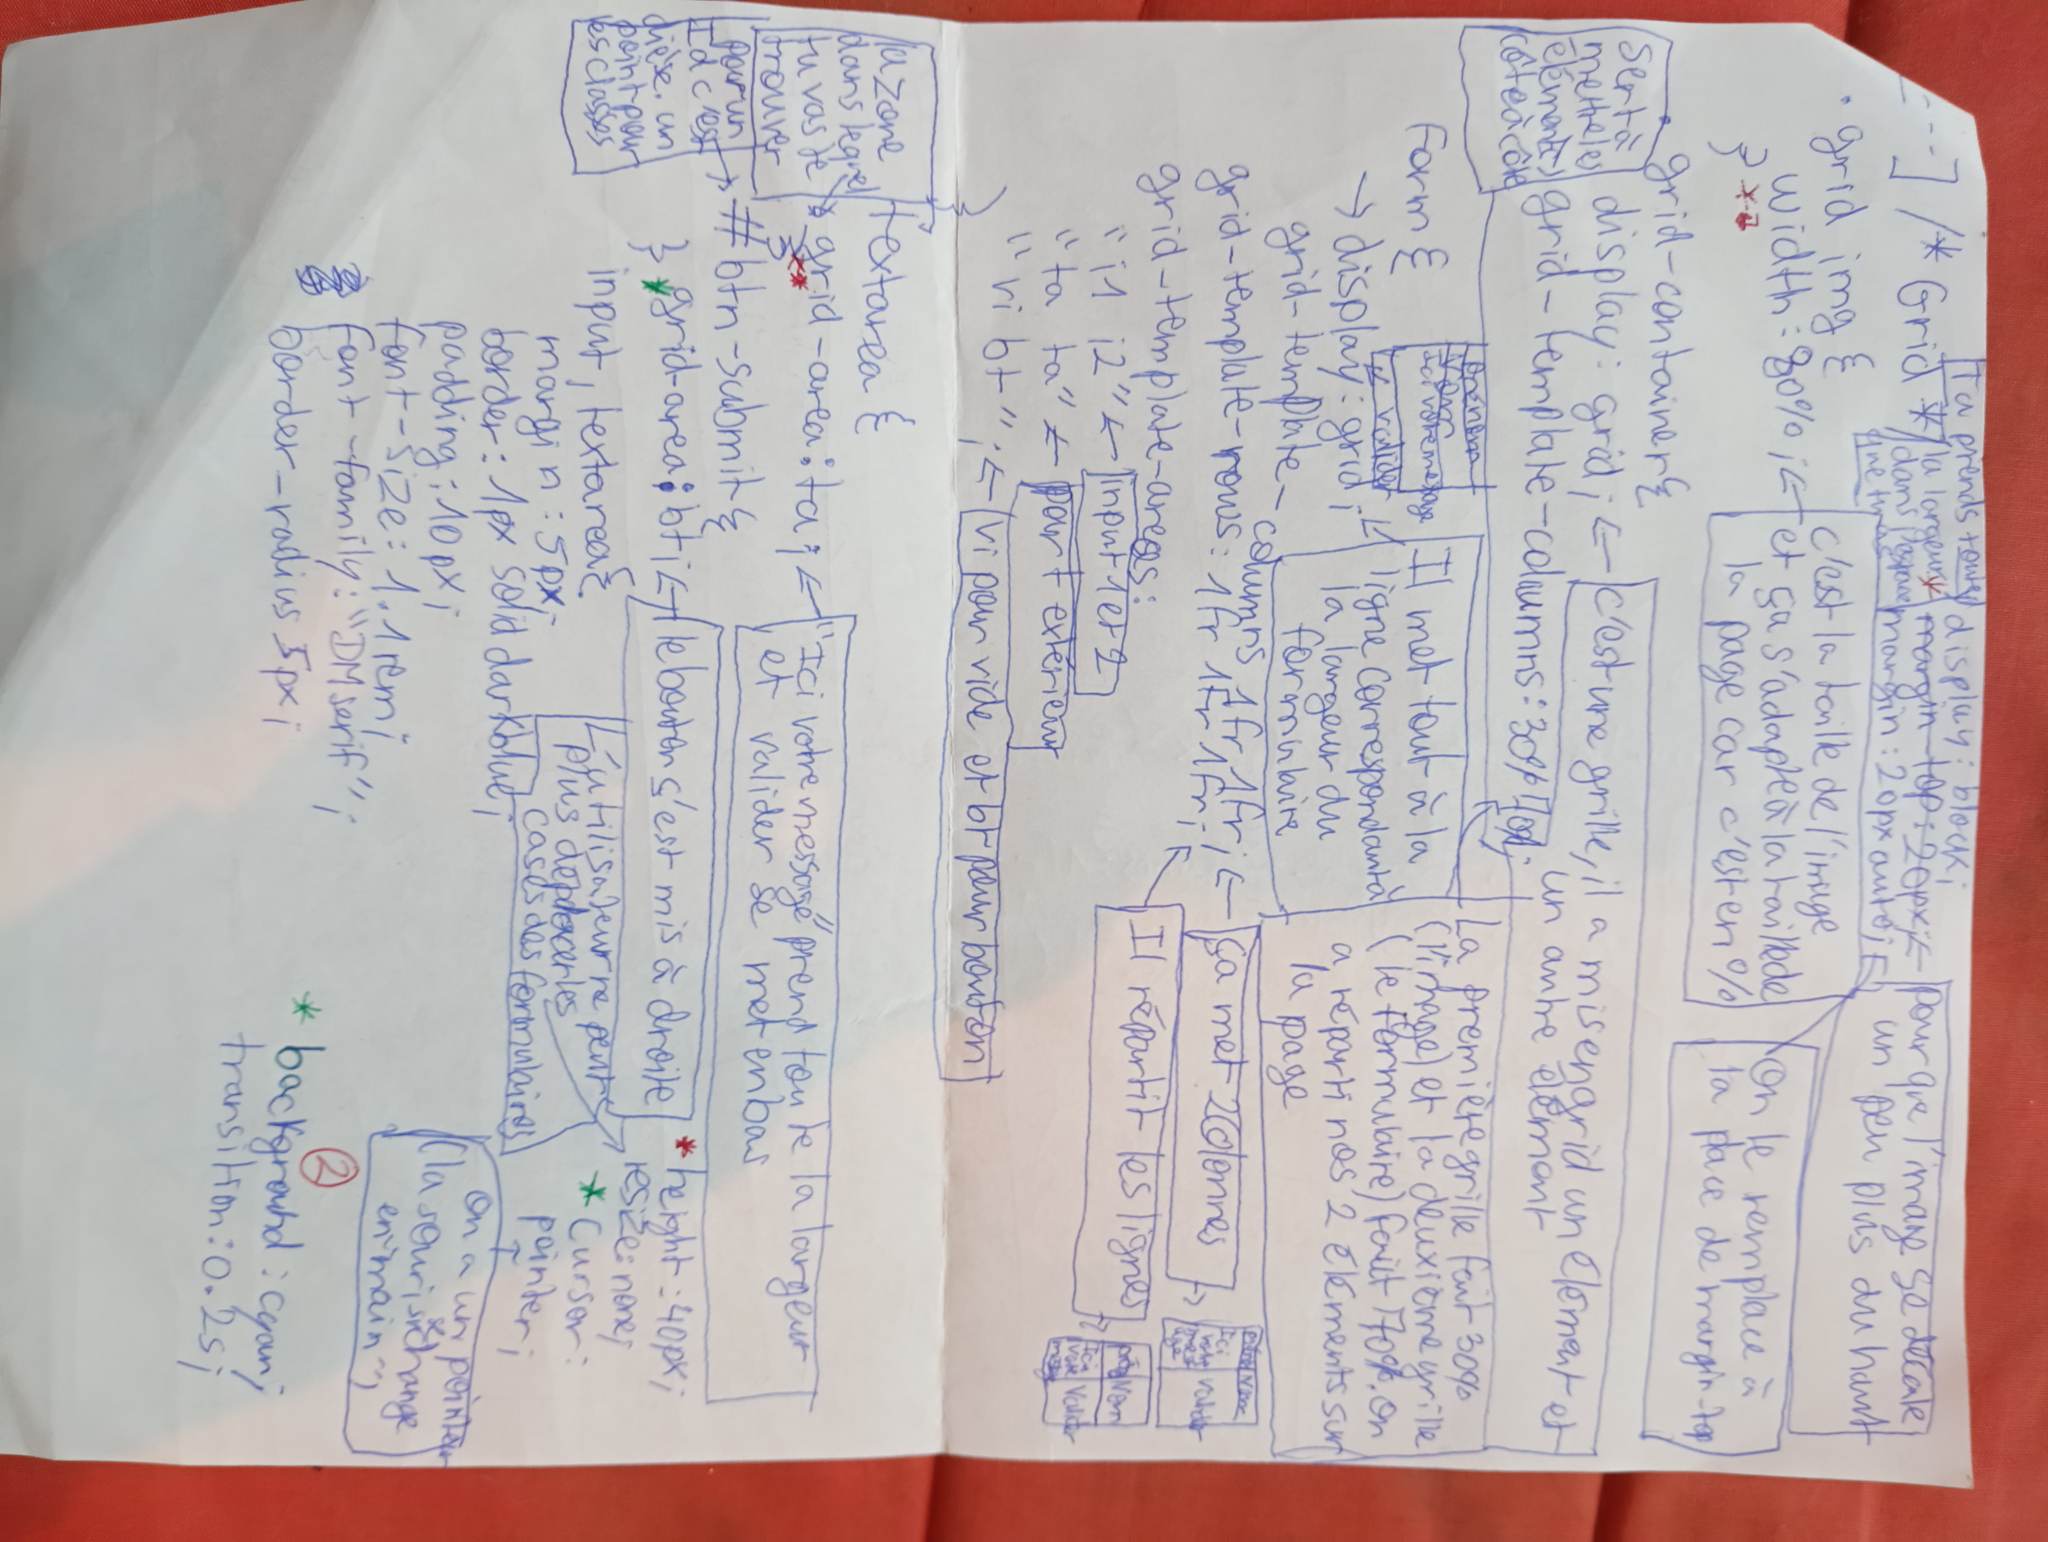 [---] /* Grid */
Ta prends toute
la largeur
dans l'espace
display: block;
margin-top: 20px; ←
margin: 20px auto; ←
pour que l'image se décale
un peu plus du haut
On le remplace à
la place de margin-top
.grid img {
width: 80%; ←
}
c'est la taille de l'image
et ça s'adapte à la taille de
la page car c'est en %
.grid-container {
display: grid; ←
grid-template-columns: 30% 70%;
Sert à
mettre les
éléments
côte à côte
c'est une grille, il a mis en grid un élément et
un autre élémant
La première grille fait 30%
(l'image) et la deuxième grille
(le formulaire) fait 70%. on
a réparti nos 2 éléments sur
la page
form {
→ display: grid; ←
prénom
nom
Ici votre message
valider
Il met tout à la
ligne correspondant à
la largeur du
formulaire
grid-template-columns 1fr 1fr; ←
ça met 2 colonnes
grid-template-rows: 1fr 1fr 1fr;
Il répartit les lignes
grid-template-areas:
"i1 i2" ← input 1 et 2
"ta ta" ← pour t extérieur
"vi bt"; ← vi pour vide et bt pour bouton
}
textarea {
la zone
dans lequel
tu vas te
trouver
** grid-area: ta; ←
}
"Ici votre message" prend toute la largeur
et valider se met en bas
pour un
Id c'est
dièse. un
point pour
les classes
→ #btn-submit {
* grid-area: bt; ←
}
le bouton s'est mis à droite
input, textarea {
margin: 5px;
border: 1px solid darkblue;
padding: 10px;
font-size: 1.1rem;
font-family: "DM serif";
border-radius 5px;
L'utilisateur ne peut
plus déplacer les
cases des formulaires
* height: 40px;
resize: none;
* Cursor:
pointer;
on a un pointeur
(la souris change
en "main")
②
* background: cyan;
transition: 0.2s;